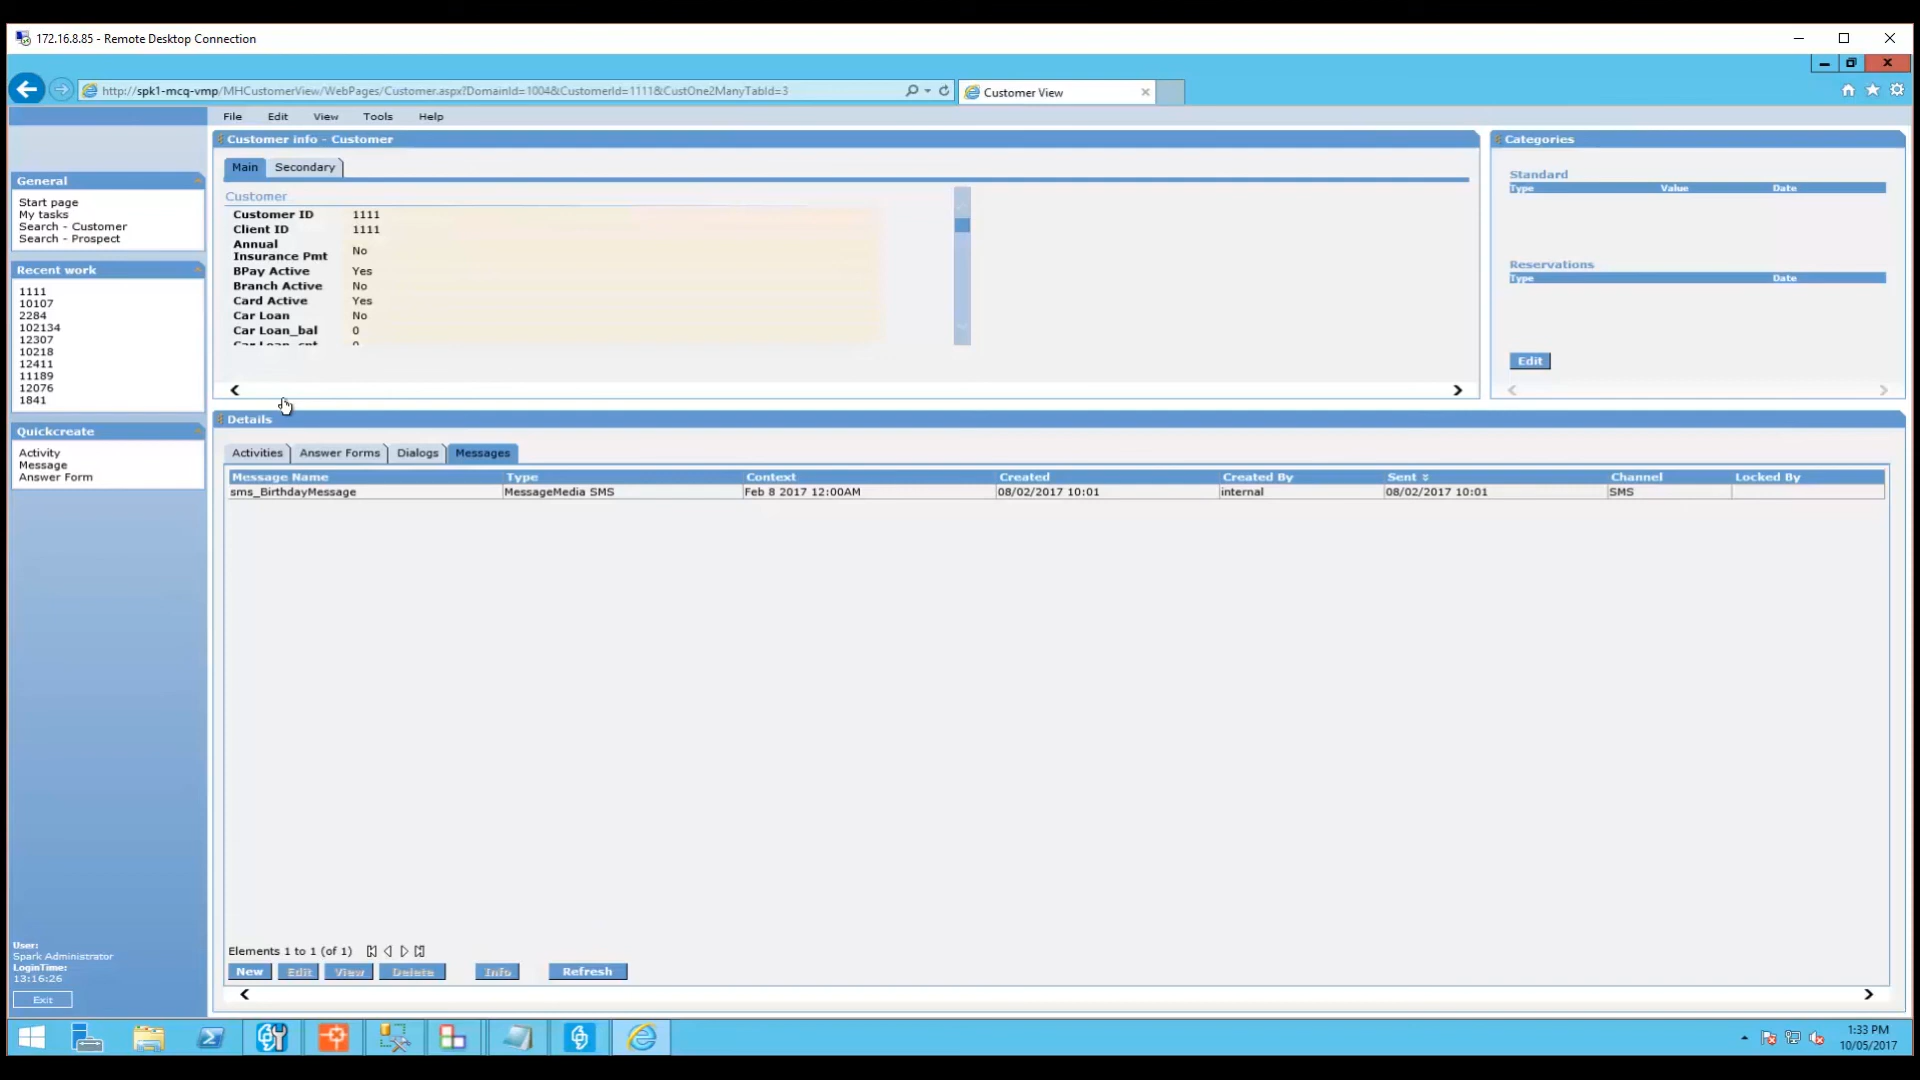 172.16.8.85 - Remote Desktop Connection
http://spk1-mcq-vmp/MHCustomerView/WebPages/Customer.aspx?DomainId=1004&CustomerId=1111&CustOne2ManyTabId=3
Customer View
File Edit View Tools Help
General
Start page
My tasks
Search - Customer
Search - Prospect
Recent work
1111
10107
2284
102134
12307
10218
12411
11189
12076
1841
Quickcreate
Activity
Message
Answer Form
User:
Spark Administrator
LoginTime:
13:16:26
Exit
Customer info - Customer
Main Secondary
Customer
Customer ID 1111
Client ID 1111
Annual Insurance Pmt No
BPay Active Yes
Branch Active No
Card Active Yes
Car Loan No
Car Loan_bal 0
Car Loan_cnt 0
Categories
Standard
Type Value Date
Reservations
Type Date
Edit
Details
Activities Answer Forms Dialogs Messages
Message Name Type Context Created Created By Sent Channel Locked By
sms_BirthdayMessage MessageMedia SMS Feb 8 2017 12:00AM 08/02/2017 10:01 internal 08/02/2017 10:01 SMS
Elements 1 to 1 (of 1)
New Edit View Delete Info Refresh
1:33 PM
10/05/2017